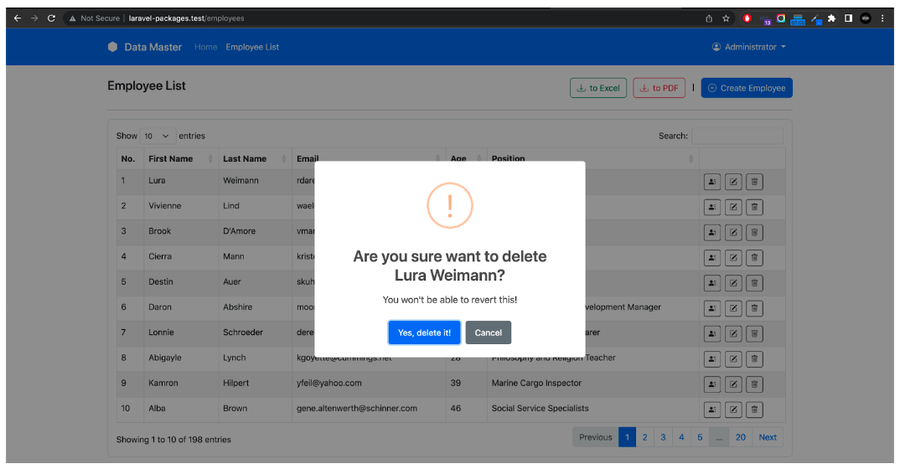 Not Secure | laravel-packages.test/employees
Data Master Home Employee List Administrator
Employee List to Excel to PDF | Create Employee
Show 10 entries Search:
No. First Name Last Name Email Age Position
1 Lura Weimann rdare
2 Vivienne Lind wael
3 Brook D'Amore vmar
4 Cierra Mann krist
5 Destin Auer skuh
6 Daron Abshire moo velopment Manager
7 Lonnie Schroeder dere arer
8 Abigayle Lynch kgoyette@cummings.net 28 Philosophy and Religion Teacher
9 Kamron Hilpert yfeil@yahoo.com 39 Marine Cargo Inspector
10 Alba Brown gene.altenwerth@schinner.com 46 Social Service Specialists
Showing 1 to 10 of 198 entries Previous 1 2 3 4 5 ... 20 Next
!
Are you sure want to delete
Lura Weimann?
You won't be able to revert this!
Yes, delete it! Cancel